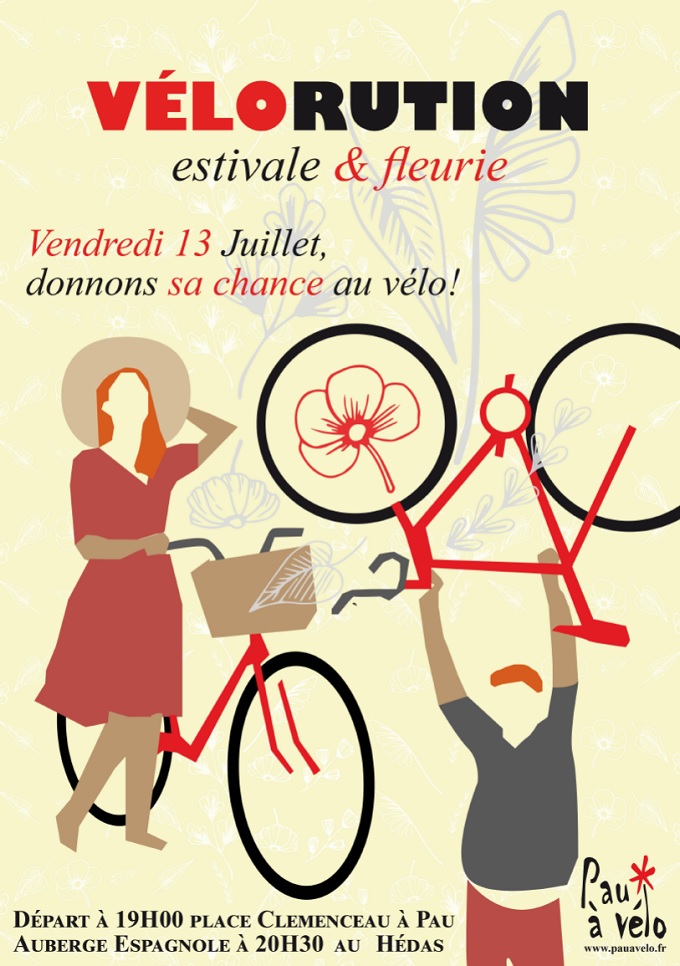 VÉLORUTION
estivale & fleurie
Vendredi 13 Juillet,
donnons sa chance au vélo!
DÉPART À 19H00 PLACE CLEMENCEAU À PAU
AUBERGE ESPAGNOLE À 20H30 AU HÉDAS
Pau
à vélo
www.pauavelo.fr